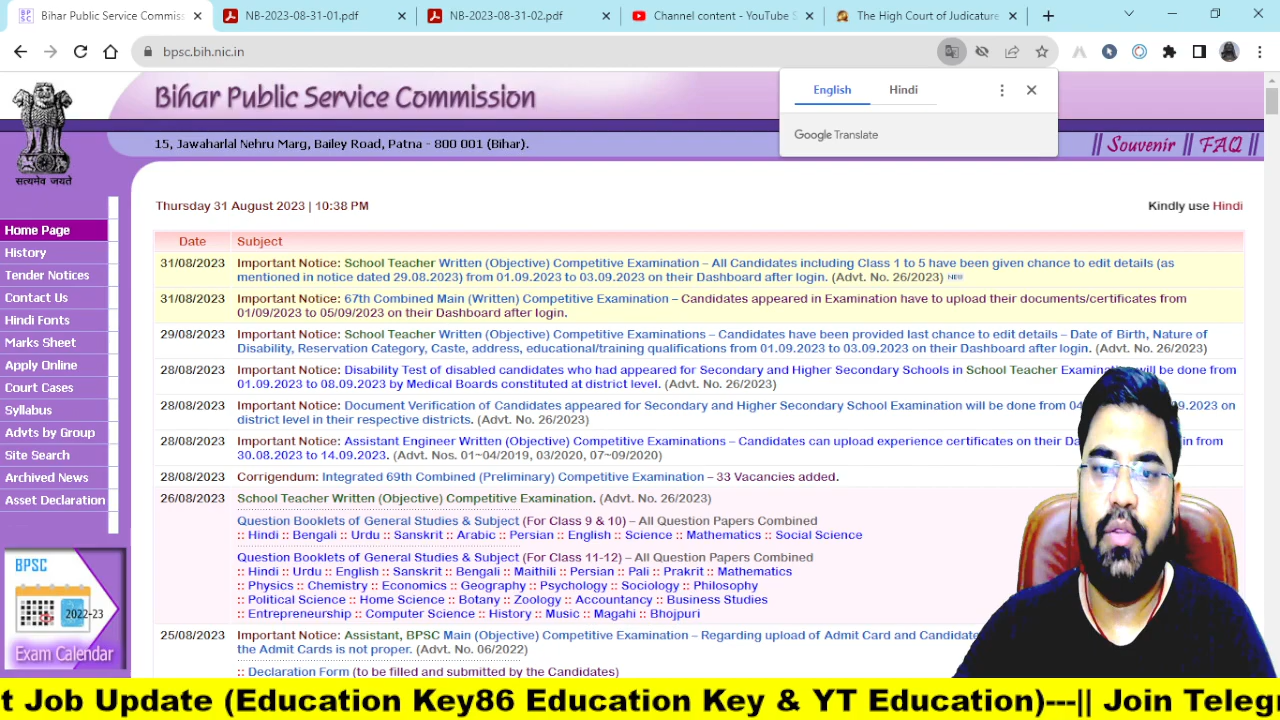 Bihar Public Service Commission
NB-2023-08-31-01.pdf
NB-2023-08-31-02.pdf
Channel content - YouTube S
The High Court of Judicature
bpsc.bih.nic.in
English
Hindi
Google Translate
Bihar Public Service Commission
15, Jawaharlal Nehru Marg, Bailey Road, Patna - 800 001 (Bihar).
|| Souvenir || FAQ ||
सत्यमेव जयते
Thursday 31 August 2023 | 10:38 PM
Kindly use Hindi
Home Page
History
Tender Notices
Contact Us
Hindi Fonts
Marks Sheet
Apply Online
Court Cases
Syllabus
Advts by Group
Site Search
Archived News
Asset Declaration
BPSC
2022-23
Exam Calendar
Date Subject
31/08/2023 Important Notice: School Teacher Written (Objective) Competitive Examination – All Candidates including Class 1 to 5 have been given chance to edit details (as
mentioned in notice dated 29.08.2023) from 01.09.2023 to 03.09.2023 on their Dashboard after login. (Advt. No. 26/2023) NEW
31/08/2023 Important Notice: 67th Combined Main (Written) Competitive Examination – Candidates appeared in Examination have to upload their documents/certificates from
01/09/2023 to 05/09/2023 on their Dashboard after login.
29/08/2023 Important Notice: School Teacher Written (Objective) Competitive Examinations – Candidates have been provided last chance to edit details – Date of Birth, Nature of
Disability, Reservation Category, Caste, address, educational/training qualifications from 01.09.2023 to 03.09.2023 on their Dashboard after login. (Advt. No. 26/2023)
28/08/2023 Important Notice: Disability Test of disabled candidates who had appeared for Secondary and Higher Secondary Schools in School Teacher Examin will be done from
01.09.2023 to 08.09.2023 by Medical Boards constituted at district level. (Advt. No. 26/2023)
28/08/2023 Important Notice: Document Verification of Candidates appeared for Secondary and Higher Secondary School Examination will be done from 04 .09.2023 on
district level in their respective districts. (Advt. No. 26/2023)
28/08/2023 Important Notice: Assistant Engineer Written (Objective) Competitive Examinations – Candidates can upload experience certificates on their Da in from
30.08.2023 to 14.09.2023. (Advt. Nos. 01~04/2019, 03/2020, 07~09/2020)
28/08/2023 Corrigendum: Integrated 69th Combined (Preliminary) Competitive Examination – 33 Vacancies added.
26/08/2023 School Teacher Written (Objective) Competitive Examination. (Advt. No. 26/2023)
Question Booklets of General Studies & Subject (For Class 9 & 10) – All Question Papers Combined
:: Hindi :: Bengali :: Urdu :: Sanskrit :: Arabic :: Persian :: English :: Science :: Mathematics :: Social Science
Question Booklets of General Studies & Subject (For Class 11-12) – All Question Papers Combined
:: Hindi :: Urdu :: English :: Sanskrit :: Bengali :: Maithili :: Persian :: Pali :: Prakrit :: Mathematics
:: Physics :: Chemistry :: Economics :: Geography :: Psychology :: Sociology :: Philosophy
:: Political Science :: Home Science :: Botany :: Zoology :: Accountancy :: Business Studies
:: Entrepreneurship :: Computer Science :: History :: Music :: Magahi :: Bhojpuri
25/08/2023 Important Notice: Assistant, BPSC Main (Objective) Competitive Examination – Regarding upload of Admit Card and Candidate
the Admit Cards is not proper. (Advt. No. 06/2022)
:: Declaration Form (to be filled and submitted by the Candidates)
t Job Update (Education Key86 Education Key & YT Education)---|| Join Teleg